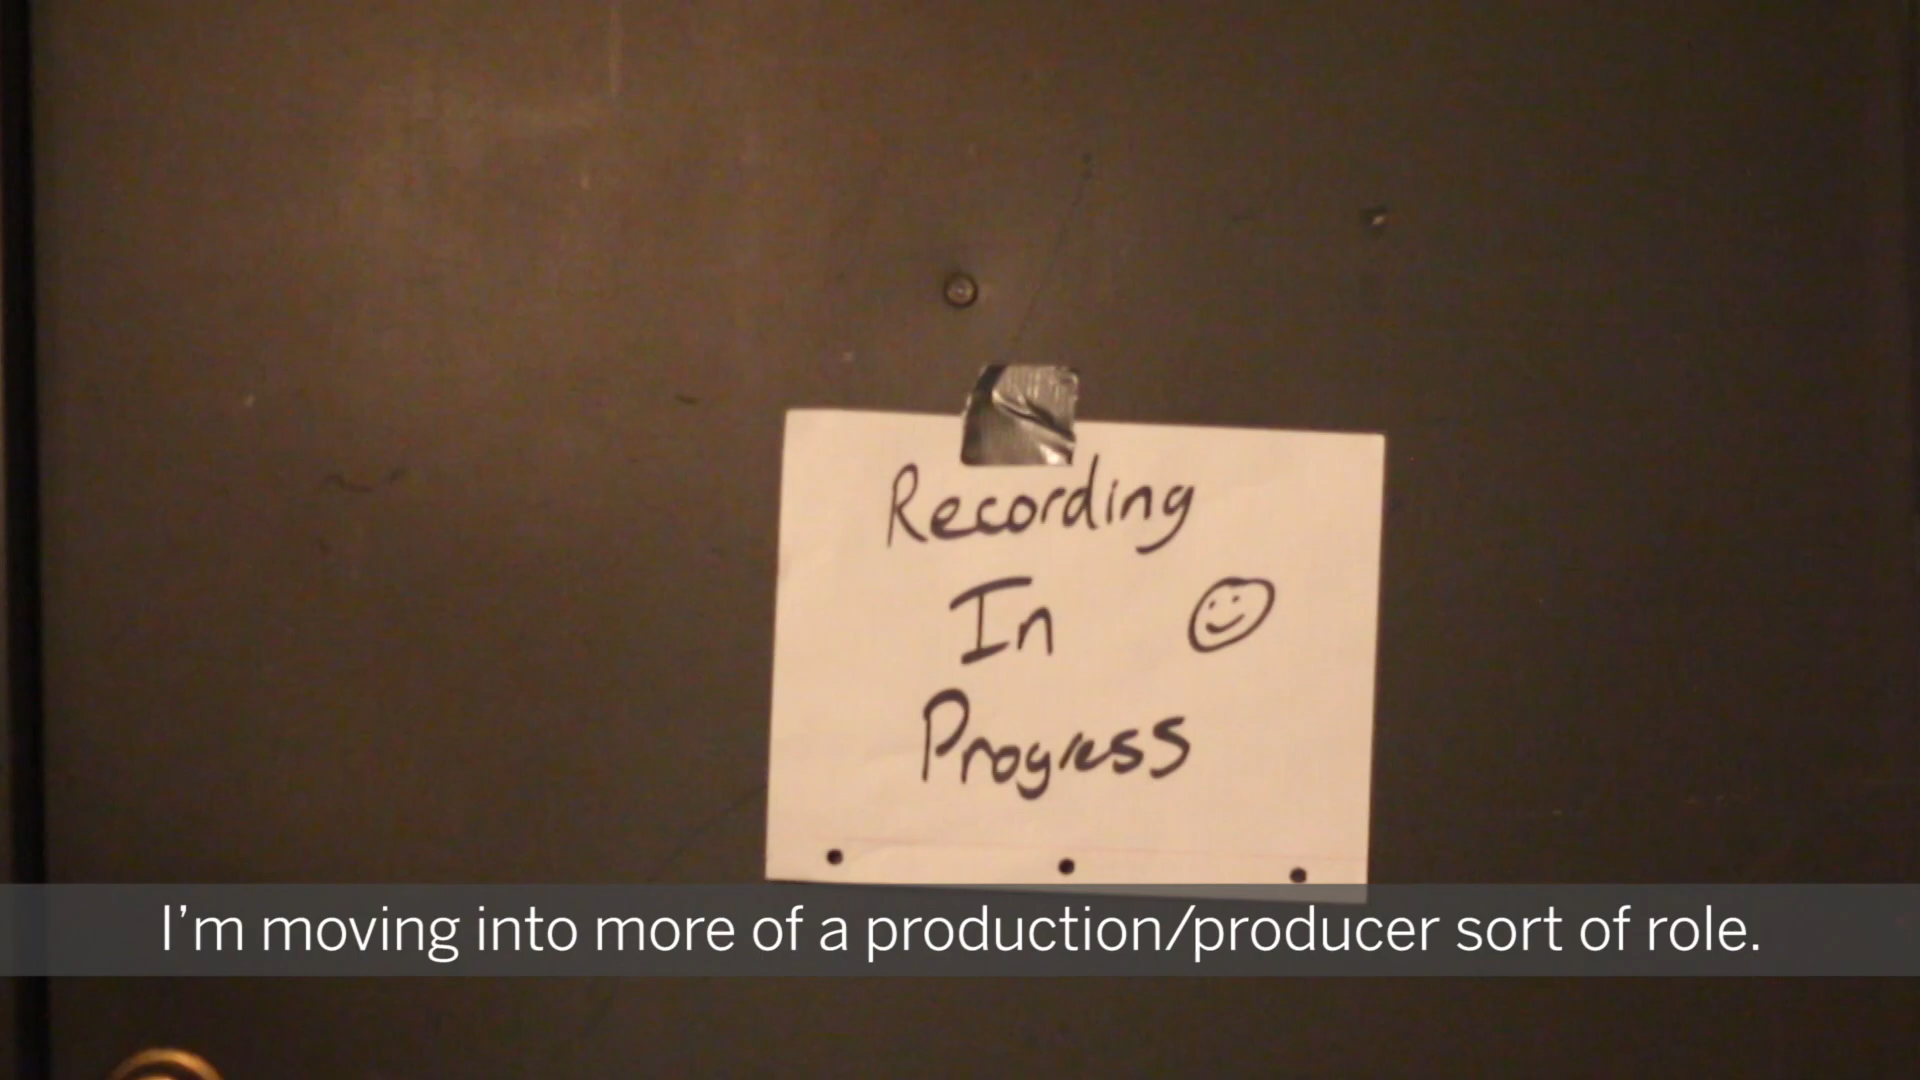 Recording
In
Progress
I'm moving into more of a production/producer sort of role.